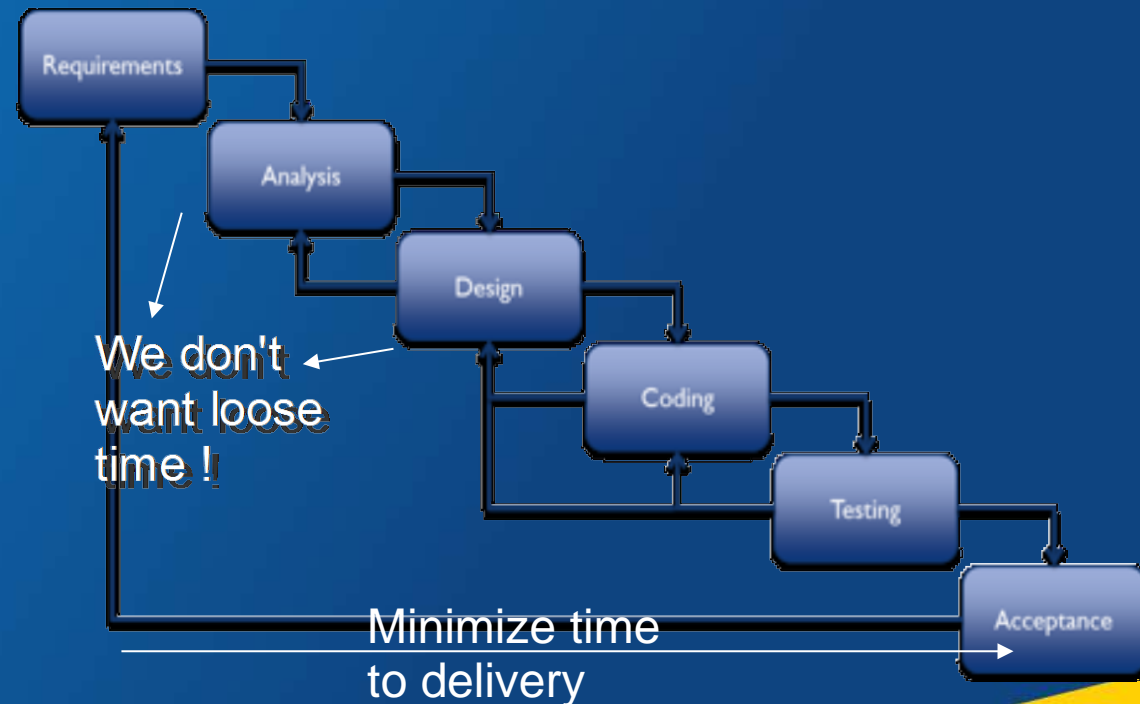 Requirements
Analysis
Design
We don't
want loose
time !
Coding
Testing
Minimize time
to delivery
Acceptance